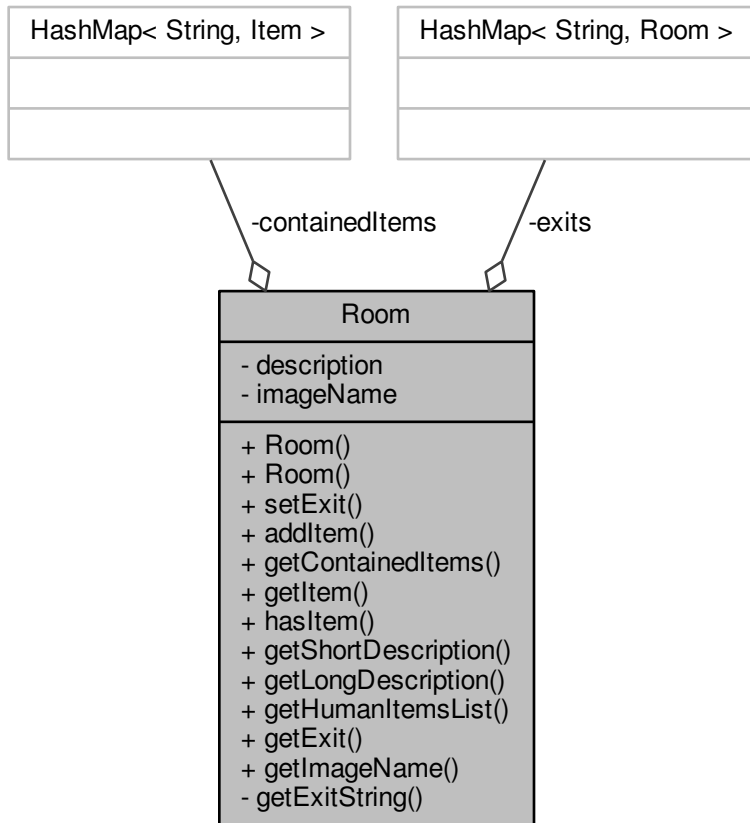 HashMap< String, Item >
HashMap< String, Room >
-containedItems
-exits
Room
- description
- imageName
+ Room()
+ Room()
+ setExit()
+ addItem()
+ getContainedItems()
+ getItem()
+ hasItem()
+ getShortDescription()
+ getLongDescription()
+ getHumanItemsList()
+ getExit()
+ getImageName()
- getExitString()